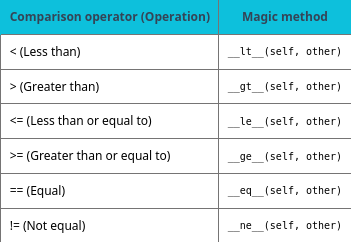 Comparison operator (Operation) Magic method
< (Less than) __lt__(self, other)
> (Greater than) __gt__(self, other)
<= (Less than or equal to) __le__(self, other)
>= (Greater than or equal to) __ge__(self, other)
== (Equal) __eq__(self, other)
!= (Not equal) __ne__(self, other)